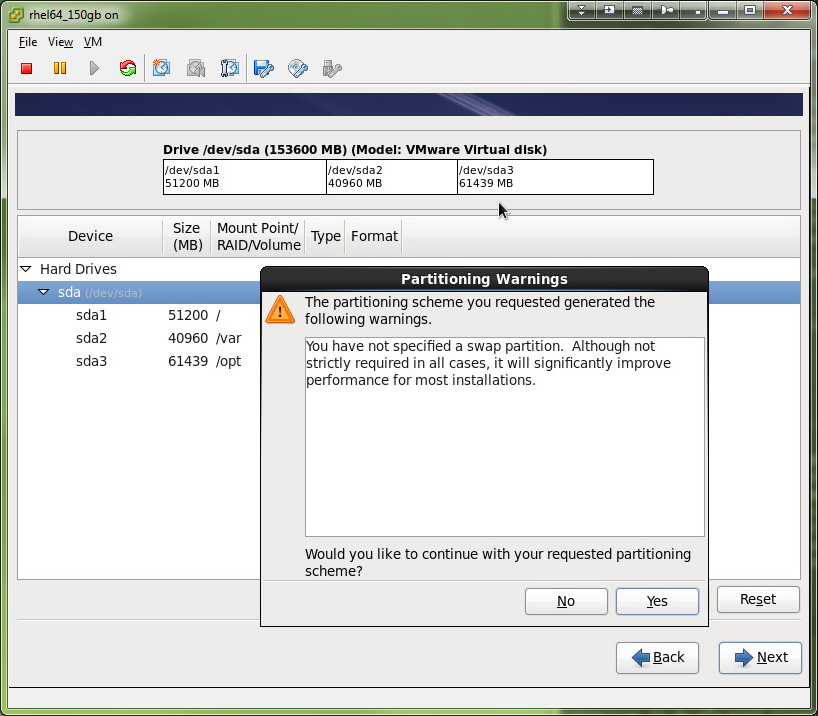 rhel64_150gb on
File View VM
Drive /dev/sda (153600 MB) (Model: VMware Virtual disk)
/dev/sda1 /dev/sda2 /dev/sda3
51200 MB 40960 MB 61439 MB
Device Size (MB) Mount Point/ RAID/Volume Type Format
Hard Drives
sda (/dev/sda)
sda1 51200 /
sda2 40960 /var
sda3 61439 /opt
Partitioning Warnings
The partitioning scheme you requested generated the
following warnings.
You have not specified a swap partition.  Although not
strictly required in all cases, it will significantly improve
performance for most installations.
Would you like to continue with your requested partitioning
scheme?
No Yes
Reset
Back Next